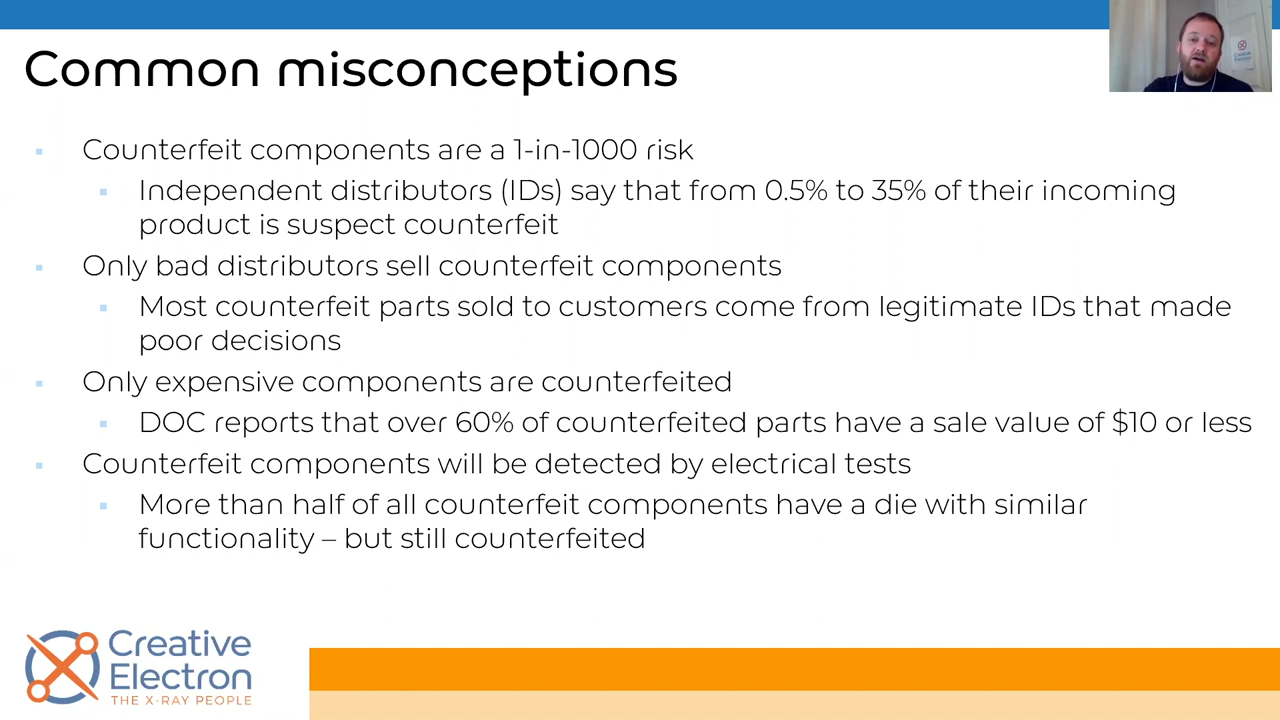 Common misconceptions
Counterfeit components are a 1-in-1000 risk
Independent distributors (IDs) say that from 0.5% to 35% of their incoming
product is suspect counterfeit
Only bad distributors sell counterfeit components
Most counterfeit parts sold to customers come from legitimate IDs that made
poor decisions
Only expensive components are counterfeited
DOC reports that over 60% of counterfeited parts have a sale value of $10 or less
Counterfeit components will be detected by electrical tests
More than half of all counterfeit components have a die with similar
functionality – but still counterfeited
Creative
Electron
THE X-RAY PEOPLE
Creative
Electron